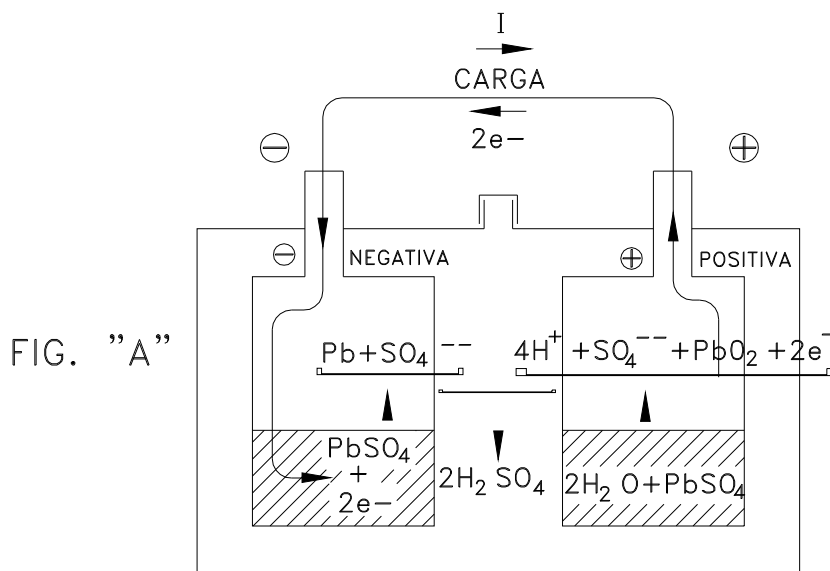 I
CARGA
2e-
⊖ ⊕
⊖ NEGATIVA ⊕ POSITIVA
FIG. "A"
Pb+SO₄⁻⁻ 4H⁺ +SO₄⁻⁻+PbO₂ +2e⁻
PbSO₄
+
2e-
2H₂ SO₄
2H₂ O+PbSO₄